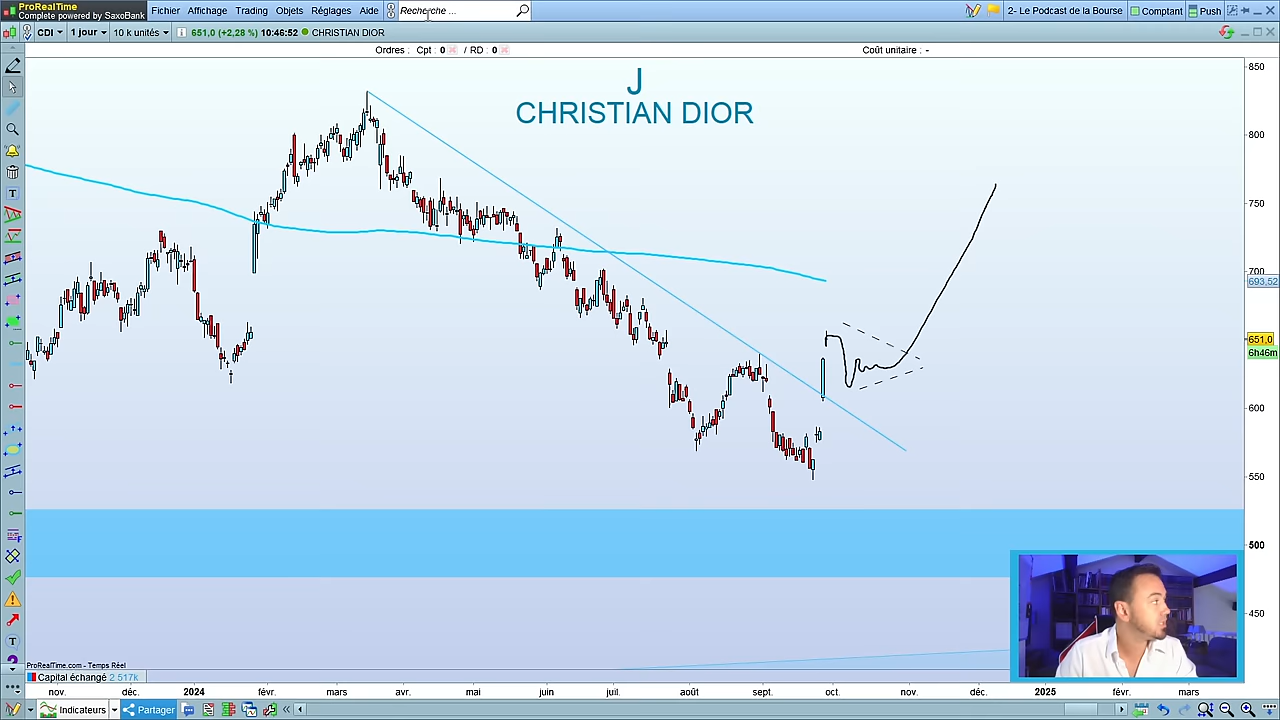 ProRealTime
Complete powered by SaxoBank
Fichier Affichage Trading Objets Réglages Aide Recherche ... 2- Le Podcast de la Bourse Comptant Push
CDI 1 jour 10 k unités 651,0 (+2,28 %) 10:46:52 CHRISTIAN DIOR
Ordres : Cpt : 0 / RD : 0 Coût unitaire : -
J
CHRISTIAN DIOR
850
800
750
700
693,52
651,0
6h46m
600
550
500
450
ProRealTime.com - Temps Réel
Capital échangé 2 517k
nov. déc. 2024 févr. mars avr. mai juin juil. août sept. oct. nov. déc. 2025 févr. mars
Indicateurs Partager